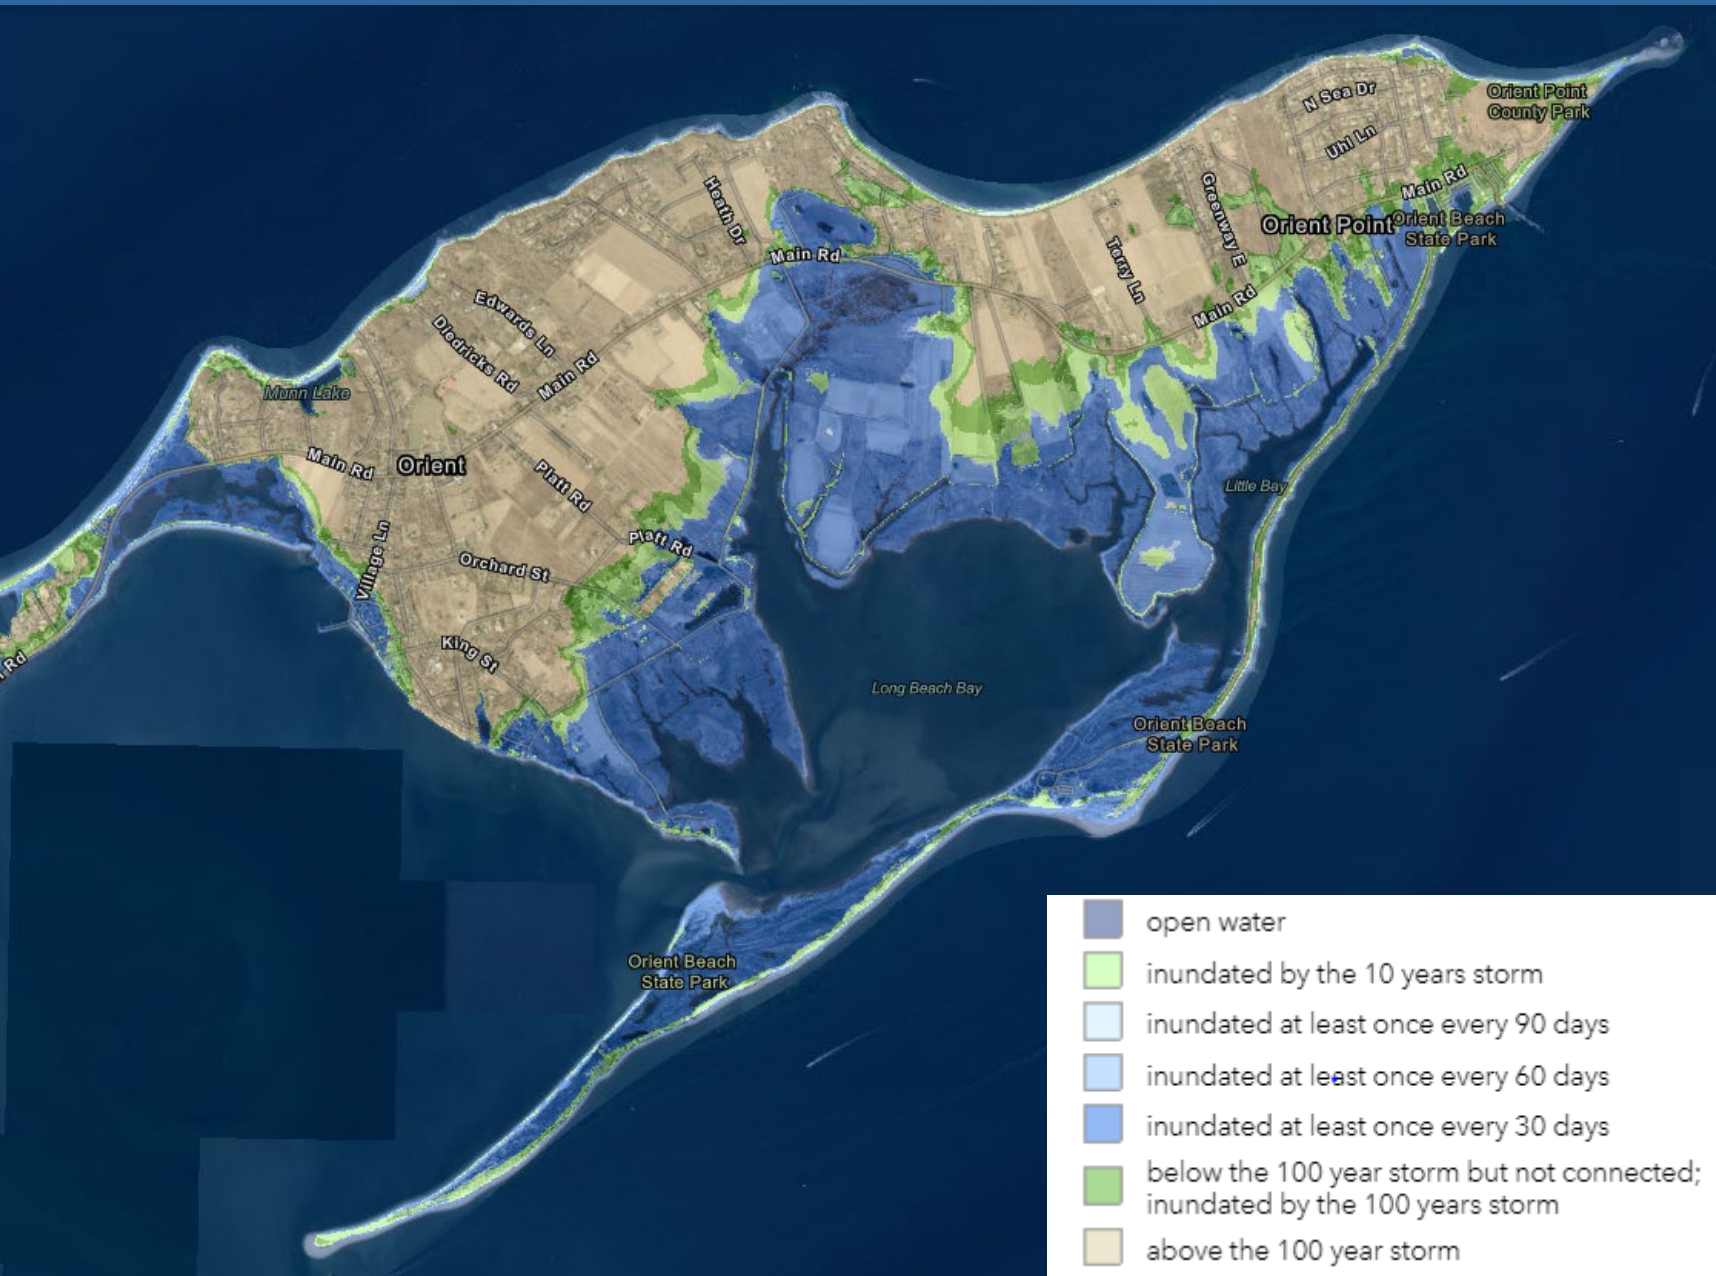 Orient Point
County Park
N Sea Dr
Uhl Ln
Main Rd
Greenway E
Heath Dr
Orient Point
Orient Beach
State Park
Main Rd
Terry Ln
Main Rd
Edwards Ln
Diedricks Rd
Main Rd
Munn Lake
Main Rd
Orient
Platt Rd
Little Bay
Village Ln
Platt Rd
Orchard St
King St
Rd
Long Beach Bay
Orient Beach
State Park
Orient Beach
State Park
open water
inundated by the 10 years storm
inundated at least once every 90 days
inundated at least once every 60 days
inundated at least once every 30 days
below the 100 year storm but not connected;
inundated by the 100 years storm
above the 100 year storm